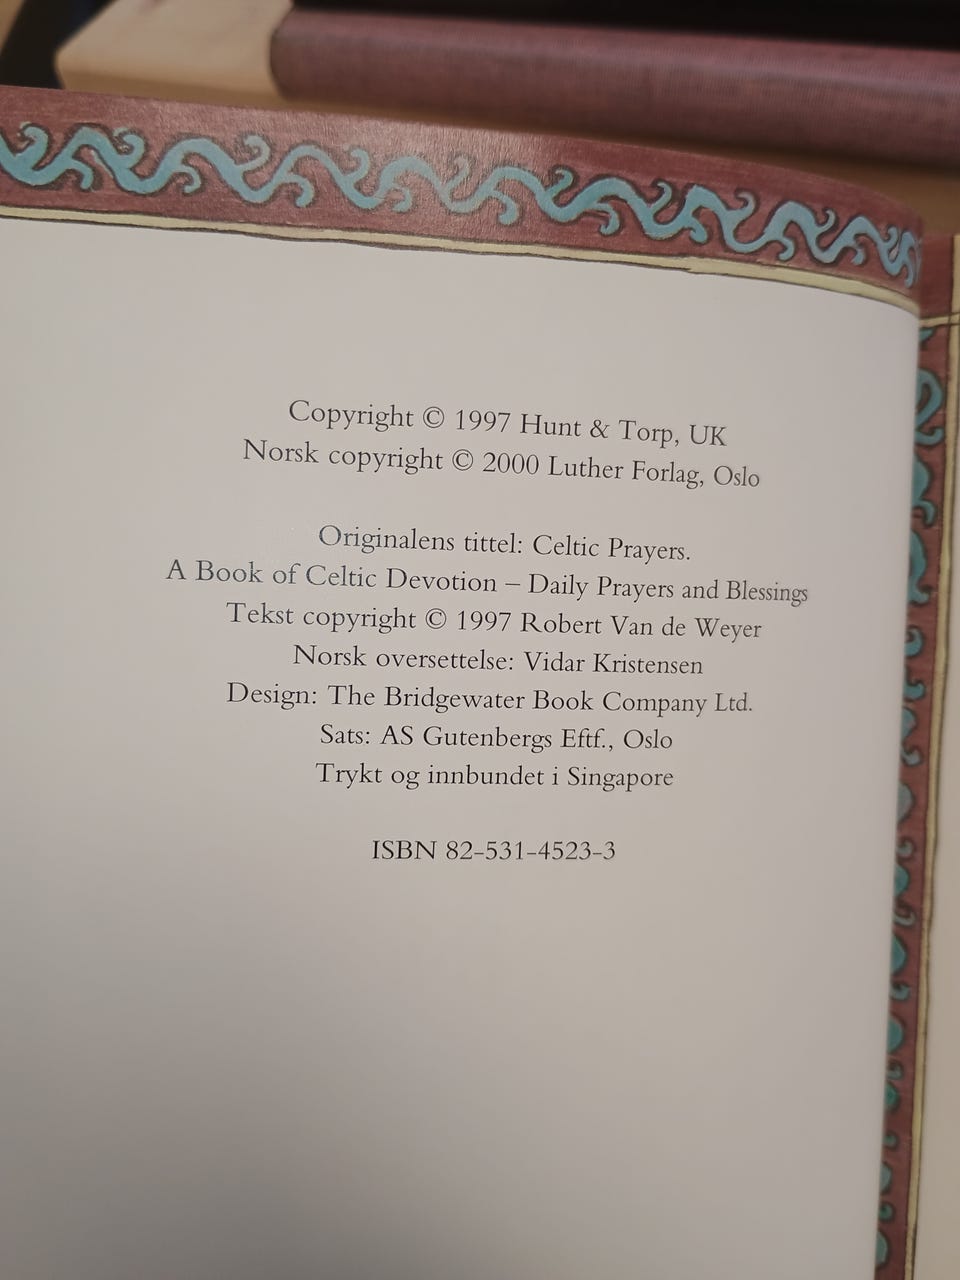 Copyright © 1997 Hunt & Torp, UK
Norsk copyright © 2000 Luther Forlag, Oslo
Originalens tittel: Celtic Prayers.
A Book of Celtic Devotion – Daily Prayers and Blessings
Tekst copyright © 1997 Robert Van de Weyer
Norsk oversettelse: Vidar Kristensen
Design: The Bridgewater Book Company Ltd.
Sats: AS Gutenbergs Eftf., Oslo
Trykt og innbundet i Singapore
ISBN 82-531-4523-3